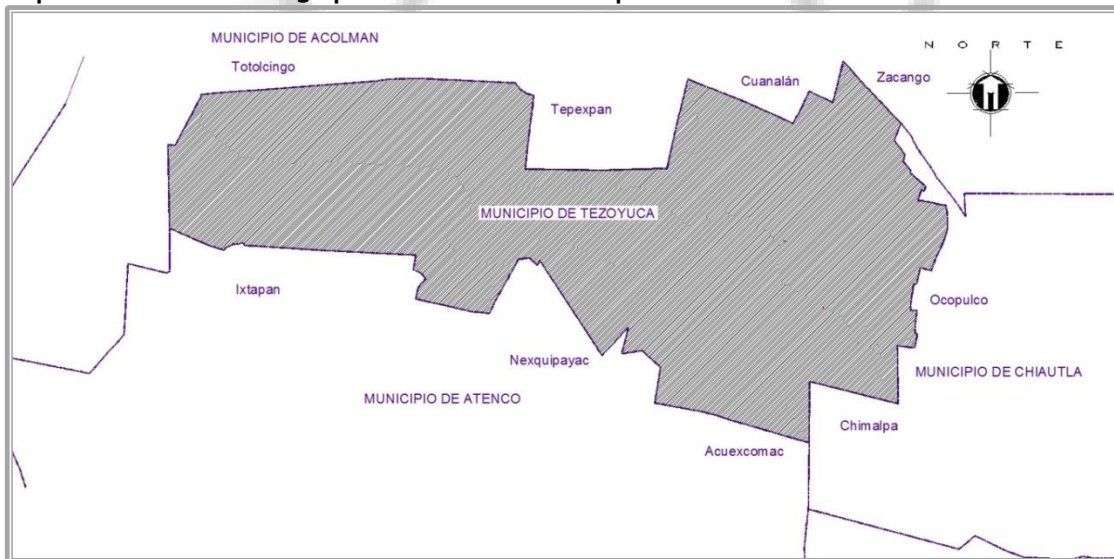 MUNICIPIO DE ACOLMAN
N O R T E
Totolcingo
Cuanalán
Zacango
Tepexpan
MUNICIPIO DE TEZOYUCA
Ixtapan
Ocopulco
Nexquipayac
MUNICIPIO DE CHIAUTLA
MUNICIPIO DE ATENCO
Chimalpa
Acuexcomac